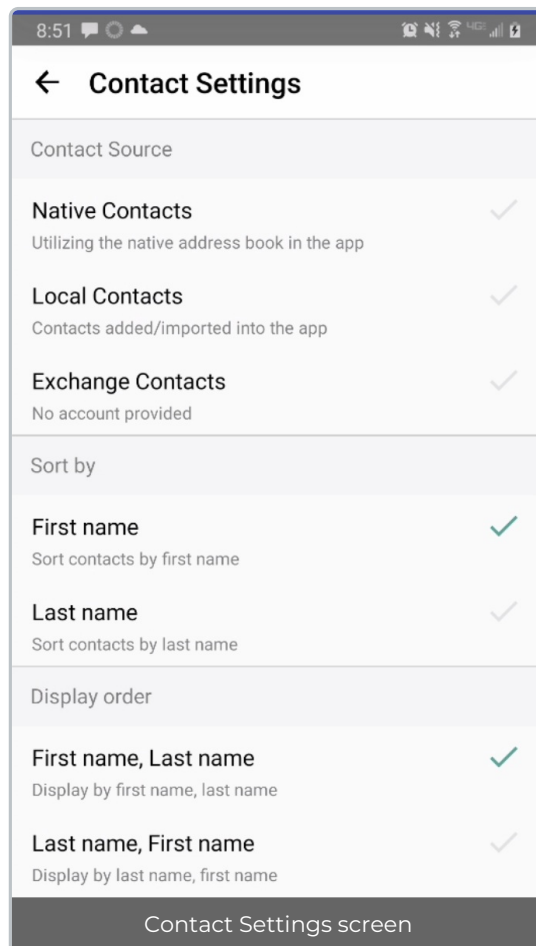 8:51
4GE
Contact Settings
Contact Source
Native Contacts
Utilizing the native address book in the app
Local Contacts
Contacts added/imported into the app
Exchange Contacts
No account provided
Sort by
First name
Sort contacts by first name
Last name
Sort contacts by last name
Display order
First name, Last name
Display by first name, last name
Last name, First name
Display by last name, first name
Contact Settings screen